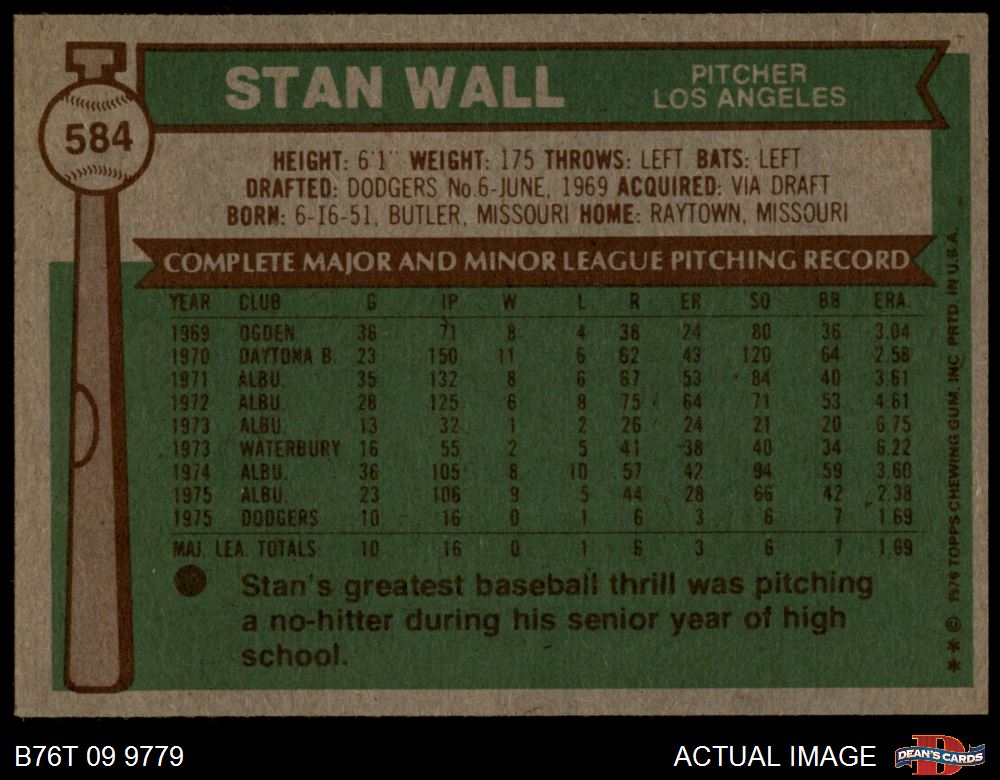 584
STAN WALL
PITCHER
LOS ANGELES
HEIGHT: 6'1" WEIGHT: 175 THROWS: LEFT BATS: LEFT
DRAFTED: DODGERS No.6-JUNE, 1969 ACQUIRED: VIA DRAFT
BORN: 6-16-51, BUTLER, MISSOURI HOME: RAYTOWN, MISSOURI
COMPLETE MAJOR AND MINOR LEAGUE PITCHING RECORD
YEAR CLUB G IP W L R ER SO BB ERA
1969 OGDEN 36 71 8 4 38 24 80 36 3.04
1970 DAYTONA B. 23 150 11 6 62 43 120 64 2.58
1971 ALBU. 35 132 8 6 67 53 84 40 3.61
1972 ALBU. 28 125 6 8 75 64 71 53 4.61
1973 ALBU. 13 32 1 2 26 24 21 20 6.75
1973 WATERBURY 16 55 2 5 41 38 40 34 6.22
1974 ALBU. 36 105 8 10 57 42 94 59 3.60
1975 ALBU. 23 106 9 5 44 28 66 42 2.38
1975 DODGERS 10 16 0 1 6 3 6 7 1.69
MAJ. LEA. TOTALS 10 16 0 1 6 3 6 7 1.69
Stan's greatest baseball thrill was pitching
a no-hitter during his senior year of high
school.
* * © 1976 TOPPS CHEWING GUM, INC. PRTD. IN U.S.A.
B76T 09 9779
ACTUAL IMAGE
DEAN'S CARDS